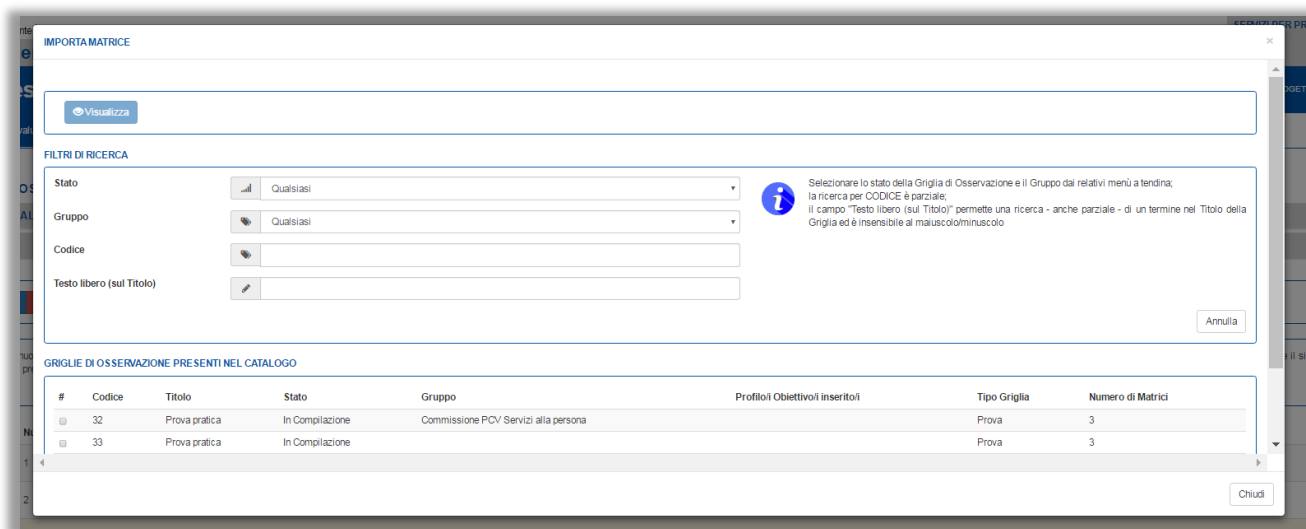 SERVIZI PER PR
IMPORTA MATRICE
×
Visualizza
FILTRI DI RICERCA
Stato
Qualsiasi
Gruppo
Qualsiasi
Codice
Testo libero (sul Titolo)
Selezionare lo stato della Griglia di Osservazione e il Gruppo dai relativi menù a tendina;
la ricerca per CODICE è parziale;
il campo "Testo libero (sul Titolo)" permette una ricerca - anche parziale - di un termine nel Titolo della
Griglia ed è insensibile al maiuscolo/minuscolo
Annulla
GRIGLIE DI OSSERVAZIONE PRESENTI NEL CATALOGO
# Codice Titolo Stato Gruppo Profilo/i Obiettivo/i inserito/i Tipo Griglia Numero di Matrici
32 Prova pratica In Compilazione Commissione PCV Servizi alla persona Prova 3
33 Prova pratica In Compilazione Prova 3
Chiudi